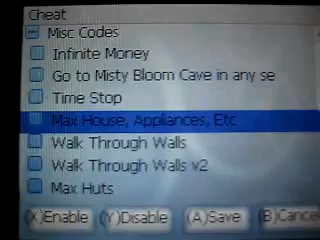 Cheat
Misc Codes
Infinite Money
Go to Misty Bloom Cave in any se
Time Stop
Max House, Appliances, Etc
Walk Through Walls
Walk Through Walls v2
Max Huts
(X)Enable (Y)Disable (A)Save (B)Cancel